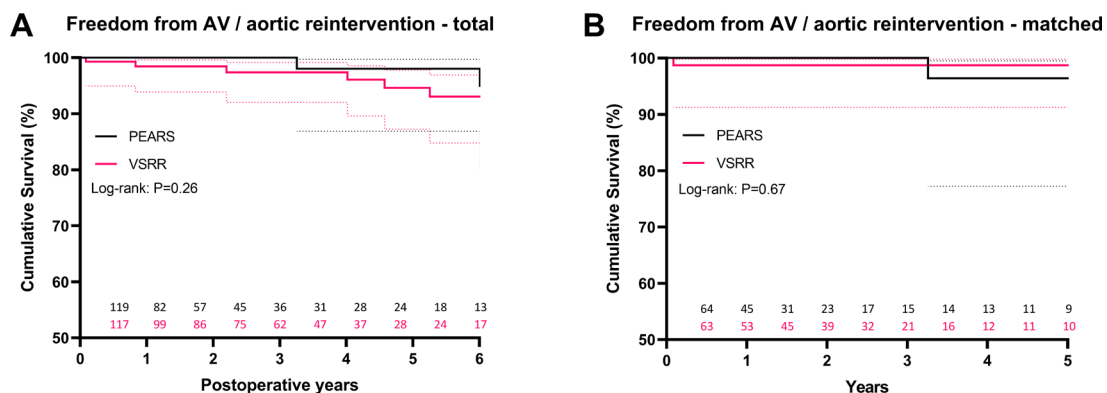 A Freedom from AV / aortic reintervention - total
Cumulative Survival (%)
100
90
80
70
60
50
PEARS
VSRR
Log-rank: P=0.26
119 82 57 45 36 31 28 24 18 13
117 99 86 75 62 47 37 28 24 17
0 1 2 3 4 5 6
Postoperative years
B Freedom from AV / aortic reintervention - matched
Cumulative Survival (%)
100
90
80
70
60
50
PEARS
VSRR
Log-rank: P=0.67
64 45 31 23 17 15 14 13 11 9
63 53 45 39 32 21 16 12 11 10
0 1 2 3 4 5
Years